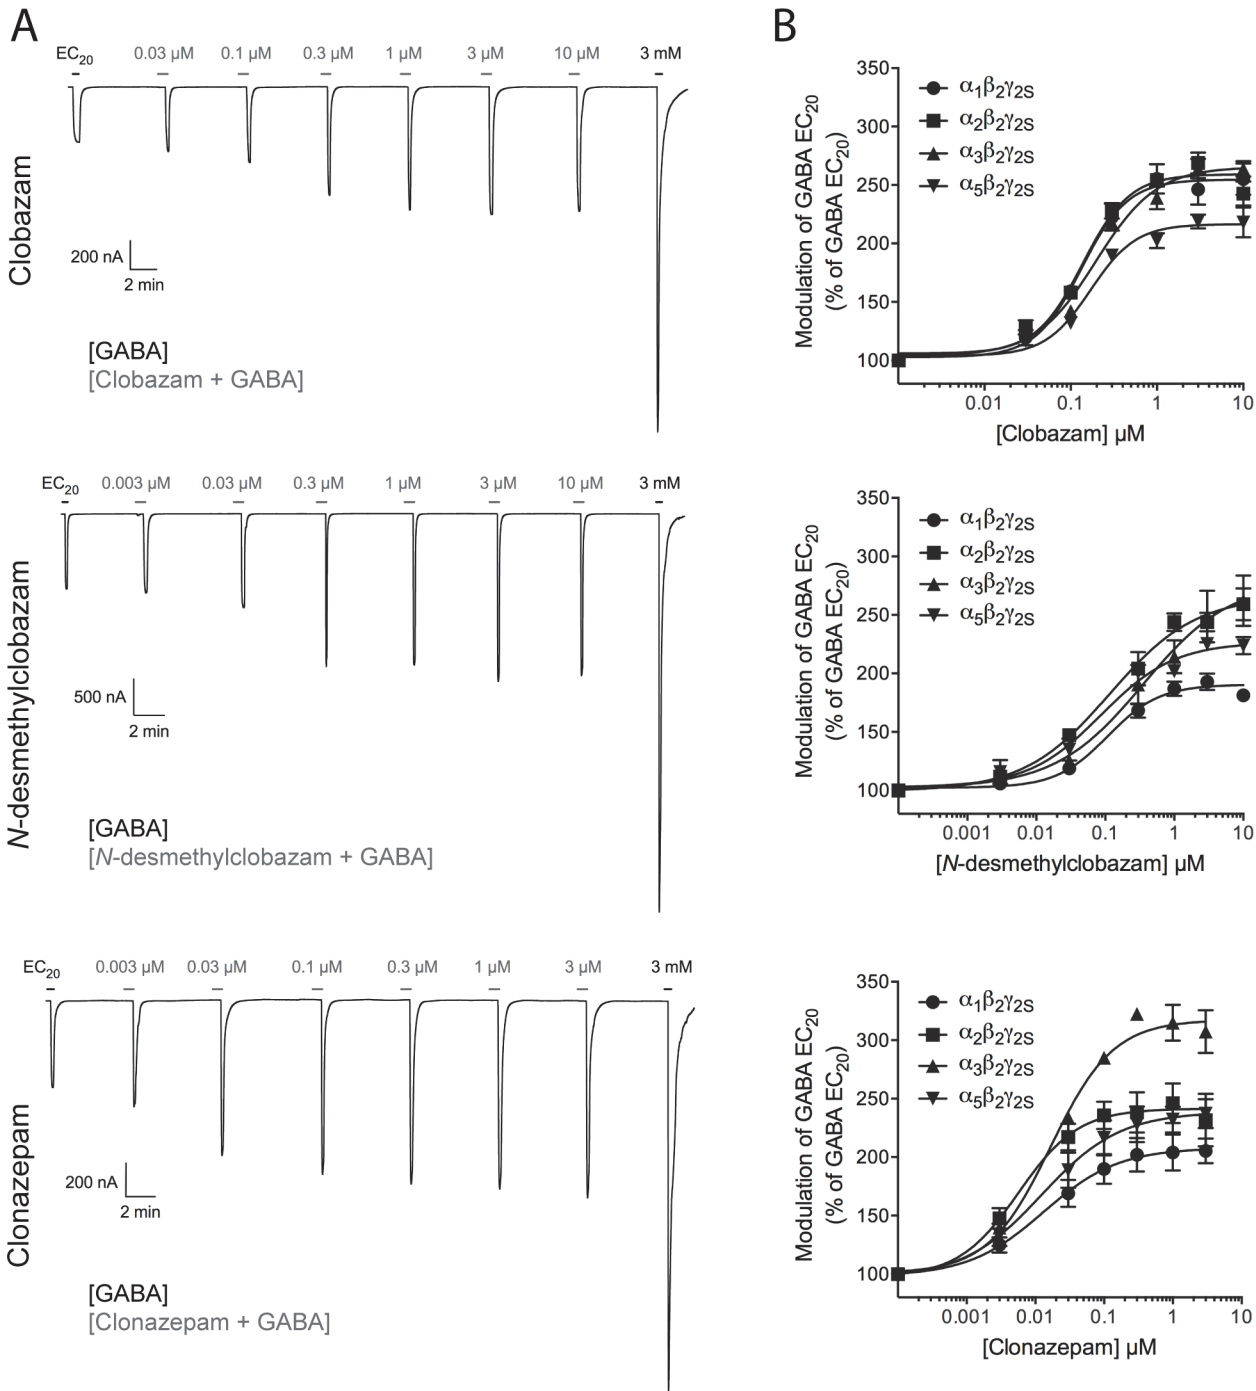 A
EC20 0.03 µM 0.1 µM 0.3 µM 1 µM 3 µM 10 µM 3 mM
Clobazam
200 nA
2 min
[GABA]
[Clobazam + GABA]
EC20 0.003 µM 0.03 µM 0.3 µM 1 µM 3 µM 10 µM 3 mM
N-desmethylclobazam
500 nA
2 min
[GABA]
[N-desmethylclobazam + GABA]
EC20 0.003 µM 0.03 µM 0.1 µM 0.3 µM 1 µM 3 µM 3 mM
Clonazepam
200 nA
2 min
[GABA]
[Clonazepam + GABA]
B
Modulation of GABA EC20
(% of GABA EC20)
350
300
250
200
150
100
α1β2γ2S
α2β2γ2S
α3β2γ2S
α5β2γ2S
0.01 0.1 1 10
[Clobazam] µM
Modulation of GABA EC20
(% of GABA EC20)
350
300
250
200
150
100
α1β2γ2S
α2β2γ2S
α3β2γ2S
α5β2γ2S
0.001 0.01 0.1 1 10
[N-desmethylclobazam] µM
Modulation of GABA EC20
(% of GABA EC20)
350
300
250
200
150
100
α1β2γ2S
α2β2γ2S
α3β2γ2S
α5β2γ2S
0.001 0.01 0.1 1 10
[Clonazepam] µM